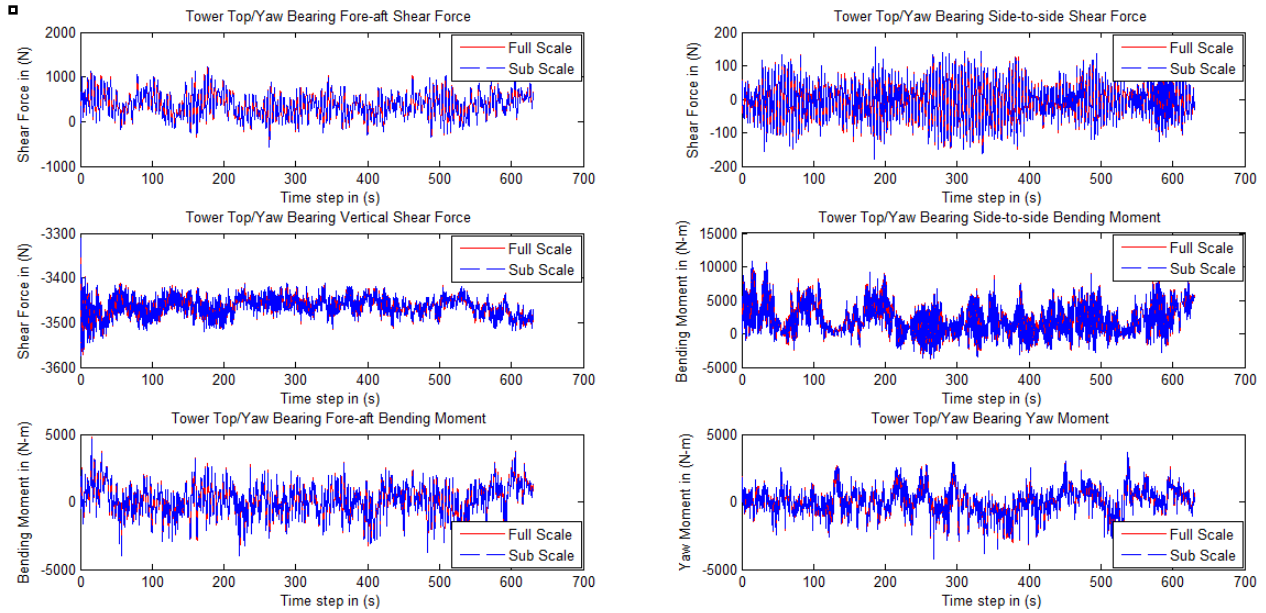 Tower Top/Yaw Bearing Fore-aft Shear Force
Shear Force in (N)
2000
1000
0
-1000
0 100 200 300 400 500 600 700
Time step in (s)
Full Scale
Sub Scale
Tower Top/Yaw Bearing Side-to-side Shear Force
Shear Force in (N)
200
100
0
-100
-200
0 100 200 300 400 500 600 700
Time step in (s)
Full Scale
Sub Scale
Tower Top/Yaw Bearing Vertical Shear Force
Shear Force in (N)
-3300
-3400
-3500
-3600
0 100 200 300 400 500 600 700
Time step in (s)
Full Scale
Sub Scale
Tower Top/Yaw Bearing Side-to-side Bending Moment
Bending Moment in (N-m)
15000
10000
5000
0
-5000
0 100 200 300 400 500 600 700
Time step in (s)
Full Scale
Sub Scale
Tower Top/Yaw Bearing Fore-aft Bending Moment
Bending Moment in (N-m)
5000
0
-5000
0 100 200 300 400 500 600 700
Time step in (s)
Full Scale
Sub Scale
Tower Top/Yaw Bearing Yaw Moment
Yaw Moment in (N-m)
5000
0
-5000
0 100 200 300 400 500 600 700
Time step in (s)
Full Scale
Sub Scale